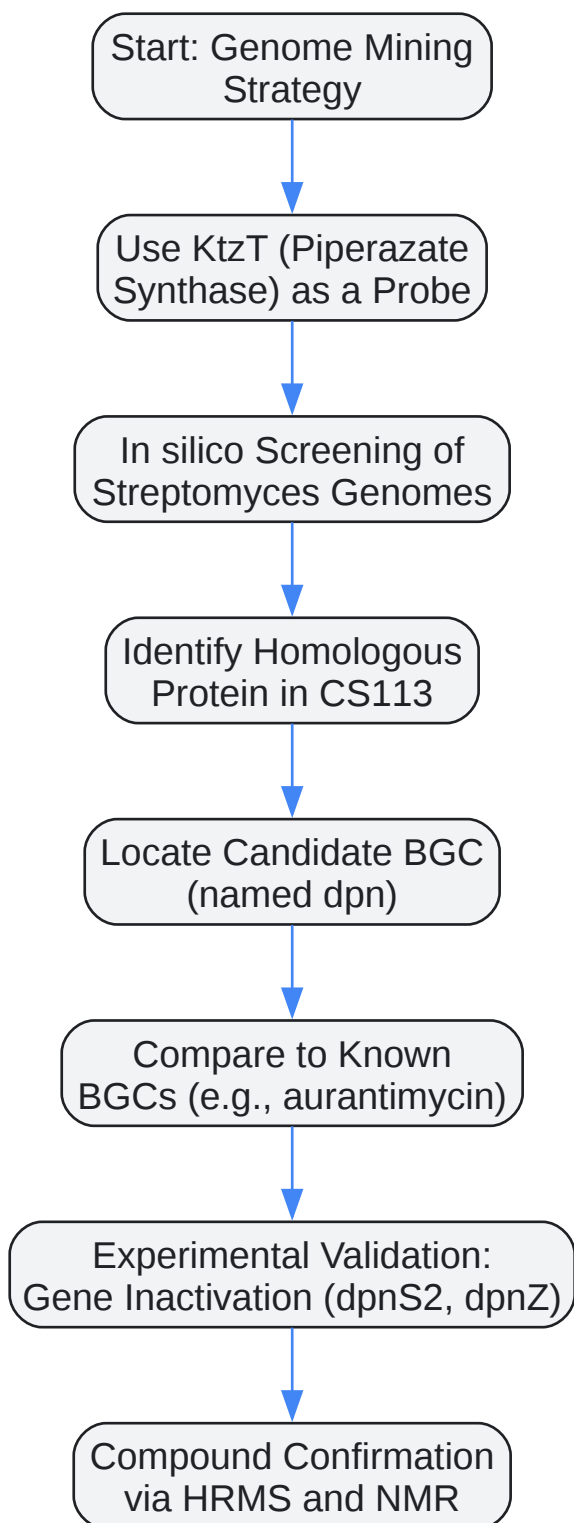 Start: Genome Mining
Strategy
Use KtzT (Piperazate
Synthase) as a Probe
In silico Screening of
Streptomyces Genomes
Identify Homologous
Protein in CS113
Locate Candidate BGC
(named dpn)
Compare to Known
BGCs (e.g., aurantimycin)
Experimental Validation:
Gene Inactivation (dpnS2, dpnZ)
Compound Confirmation
via HRMS and NMR